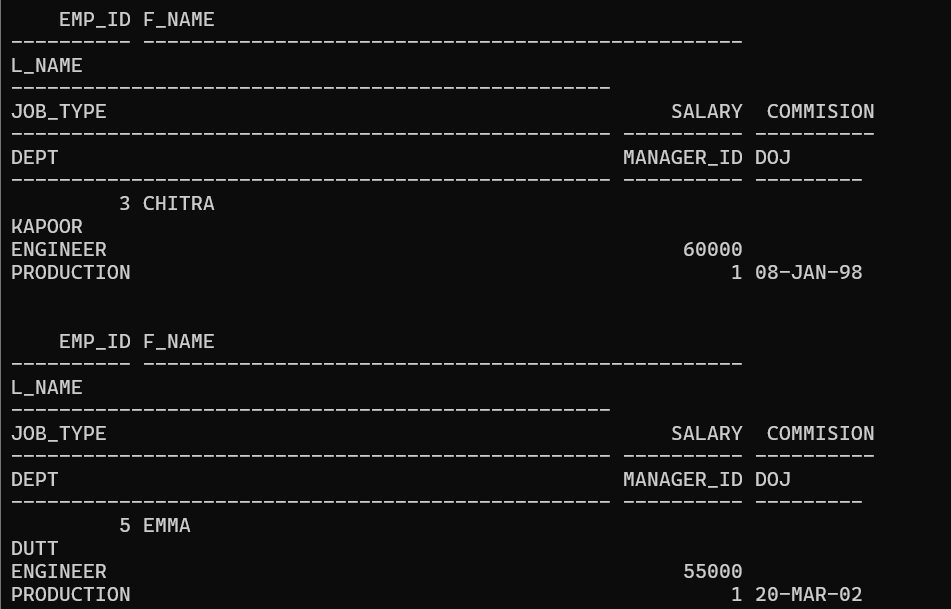 EMP_ID F_NAME
---------- --------------------------------------------------
L_NAME
--------------------------------------------------
JOB_TYPE                                               SALARY  COMMISION
-------------------------------------------------- ---------- ----------
DEPT                                               MANAGER_ID DOJ
-------------------------------------------------- ---------- ---------
         3 CHITRA
KAPOOR
ENGINEER                                                60000
PRODUCTION                                                  1 08-JAN-98

    EMP_ID F_NAME
---------- --------------------------------------------------
L_NAME
--------------------------------------------------
JOB_TYPE                                               SALARY  COMMISION
-------------------------------------------------- ---------- ----------
DEPT                                               MANAGER_ID DOJ
-------------------------------------------------- ---------- ---------
         5 EMMA
DUTT
ENGINEER                                                55000
PRODUCTION                                                  1 20-MAR-02